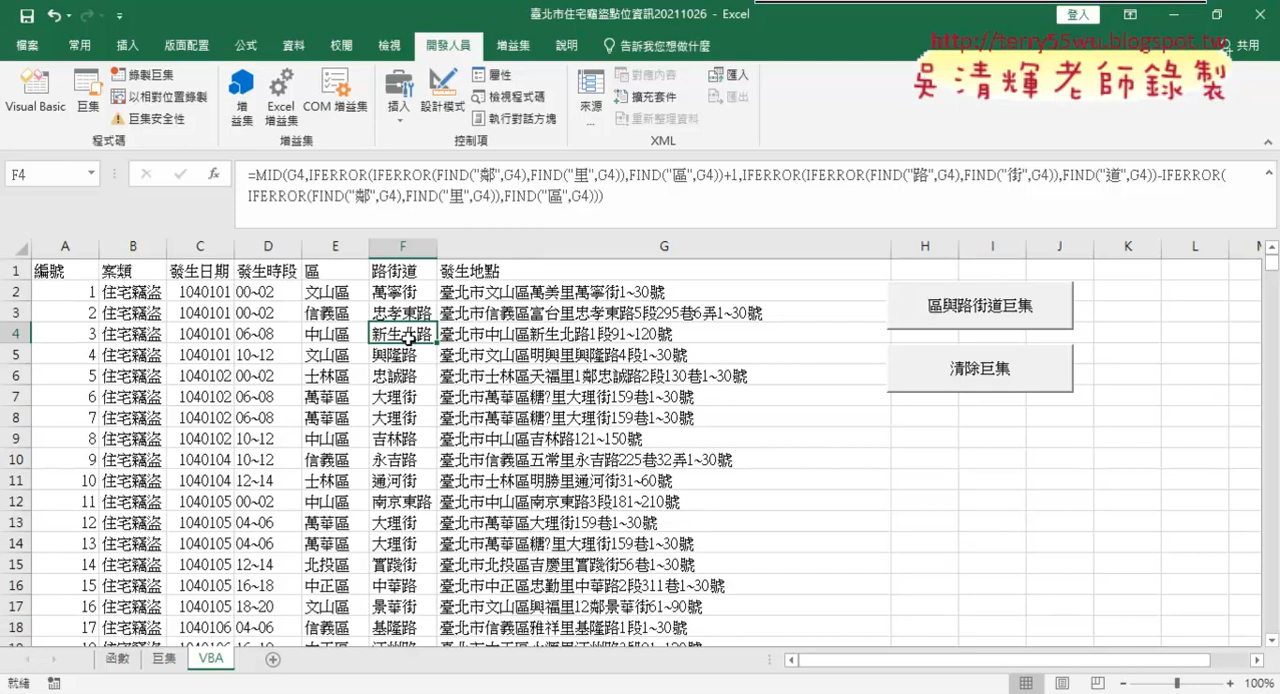 臺北市住宅竊盜點位資訊20211026 - Excel
登入
檔案 常用 插入 版面配置 公式 資料 校閱 檢視 開發人員 增益集 說明 告訴我您想做什麼 共用
http://terry55wu.blogspot.tw
吳清輝老師錄製
Visual Basic 巨集 錄製巨集 以相對位置錄製 巨集安全性 增益集 Excel 增益集 COM 增益集 插入 設計模式 屬性 檢視程式碼 執行對話方塊 來源 對應內容 擴充套件 重新整理資料 匯入 匯出
程式碼 增益集 控制項 XML
F4 fx =MID(G4,IFERROR(IFERROR(FIND("鄰",G4),FIND("里",G4)),FIND("區",G4))+1,IFERROR(IFERROR(FIND("路",G4),FIND("街",G4)),FIND("道",G4))-IFERROR(
IFERROR(FIND("鄰",G4),FIND("里",G4)),FIND("區",G4)))
A B C D E F G H I J K L
1 編號 案類 發生日期 發生時段 區 路街道 發生地點
2 1 住宅竊盜 1040101 00~02 文山區 萬寧街 臺北市文山區萬美里萬寧街1~30號
區與路街道巨集
3 2 住宅竊盜 1040101 00~02 信義區 忠孝東路 臺北市信義區富台里忠孝東路5段295巷6弄1~30號
4 3 住宅竊盜 1040101 06~08 中山區 新生北路 臺北市中山區新生北路1段91~120號
5 4 住宅竊盜 1040101 10~12 文山區 興隆路 臺北市文山區明興里興隆路4段1~30號
清除巨集
6 5 住宅竊盜 1040102 00~02 士林區 忠誠路 臺北市士林區天福里1鄰忠誠路2段130巷1~30號
7 6 住宅竊盜 1040102 06~08 萬華區 大理街 臺北市萬華區糖?里大理街159巷1~30號
8 7 住宅竊盜 1040102 06~08 萬華區 大理街 臺北市萬華區糖?里大理街159巷1~30號
9 8 住宅竊盜 1040102 10~12 中山區 吉林路 臺北市中山區吉林路121~150號
10 9 住宅竊盜 1040104 10~12 信義區 永吉路 臺北市信義區五常里永吉路225巷32弄1~30號
11 10 住宅竊盜 1040104 12~14 士林區 通河街 臺北市士林區明勝里通河街31~60號
12 11 住宅竊盜 1040105 00~02 中山區 南京東路 臺北市中山區南京東路3段181~210號
13 12 住宅竊盜 1040105 04~06 萬華區 大理街 臺北市萬華區大理街159巷1~30號
14 13 住宅竊盜 1040105 04~06 萬華區 大理街 臺北市萬華區糖?里大理街159巷1~30號
15 14 住宅竊盜 1040105 12~14 北投區 實踐街 臺北市北投區吉慶里實踐街56巷1~30號
16 15 住宅竊盜 1040105 16~18 中正區 中華路 臺北市中正區忠勤里中華路2段311巷1~30號
17 16 住宅竊盜 1040105 18~20 文山區 景華街 臺北市文山區興福里12鄰景華街61~90號
18 17 住宅竊盜 1040106 04~06 信義區 基隆路 臺北市信義區雅祥里基隆路1段1~30號
函數 巨集 VBA
就緒 100%